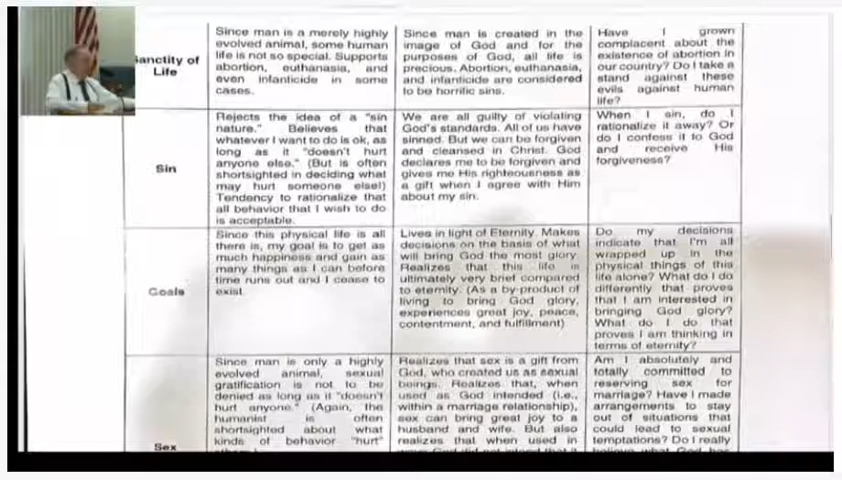 Sanctity of
Life
Since man is a merely highly
evolved animal, some human
life is not so special. Supports
abortion, euthanasia, and
even infanticide in some
cases.
Since man is created in the
image of God and for the
purposes of God, all life is
precious. Abortion, euthanasia,
and infanticide are considered
to be horrific sins.
Have I grown
complacent about the
existence of abortion in
our country? Do I take a
stand against these
evils against human
life?
Sin
Rejects the idea of a "sin
nature." Believes that
whatever I want to do is ok, as
long as it "doesn't hurt
anyone else." (But is often
shortsighted in deciding what
may hurt someone else!)
Tendency to rationalize that
all behavior that I wish to do
is acceptable.
We are all guilty of violating
God's standards. All of us have
sinned. But we can be forgiven
and cleansed in Christ. God
declares me to be forgiven and
gives me His righteousness as
a gift when I agree with Him
about my sin.
When I sin, do I
rationalize it away? Or
do I confess it to God
and receive His
forgiveness?
Goals
Since this physical life is all
there is, my goal is to get as
much happiness and gain as
many things as I can before
time runs out and I cease to
exist.
Lives in light of Eternity. Makes
decisions on the basis of what
will bring God the most glory.
Realizes that this life is
ultimately very brief compared
to eternity. (As a by-product of
living to bring God glory,
experiences great joy, peace,
contentment, and fulfillment)
Do my decisions
indicate that I'm all
wrapped up in the
physical things of this
life alone? What do I do
differently that proves
that I am interested in
bringing God glory?
What do I do that
proves I am thinking in
terms of eternity?
Sex
Since man is only a highly
evolved animal, sexual
gratification is not to be
denied as long as it "doesn't
hurt anyone." (Again, the
humanist is often
shortsighted about what
kinds of behavior "hurt"
Realizes that sex is a gift from
God, who created us as sexual
beings. Realizes that, when
used as God intended (i.e.,
within a marriage relationship),
sex can bring great joy to a
husband and wife. But also
realizes that when used in
Am I absolutely and
totally committed to
reserving sex for
marriage? Have I made
arrangements to stay
out of situations that
could lead to sexual
temptations? Do I really